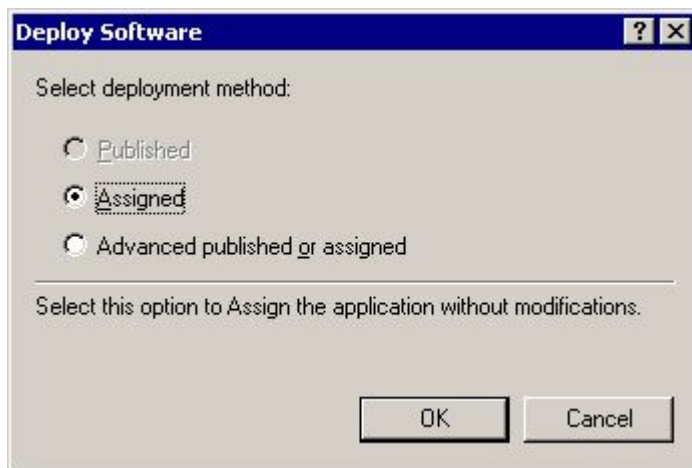 Deploy Software
Select deployment method:
Published
Assigned
Advanced published or assigned
Select this option to Assign the application without modifications.
OK Cancel